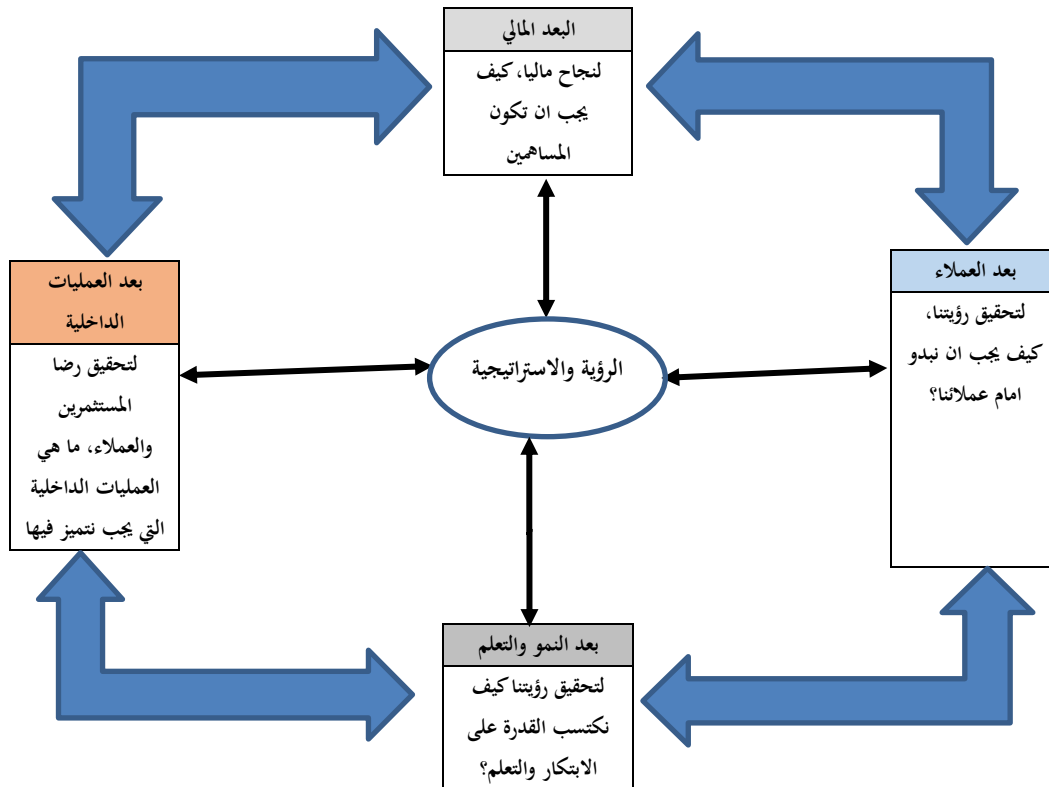 البعد المالي
لنجاح ماليا، كيف
يجب ان تكون
المساهمين
بعد العملاء
لتحقيق رؤيتنا،
كيف يجب ان نبدو
امام عملائنا؟
الرؤية والاستراتيجية
بعد العمليات
الداخلية
لتحقيق رضا
المستثمرين
والعملاء، ما هي
العمليات الداخلية
التي يجب نتميز فيها
بعد النمو والتعلم
لتحقيق رؤيتنا كيف
نكتسب القدرة على
الابتكار والتعلم؟